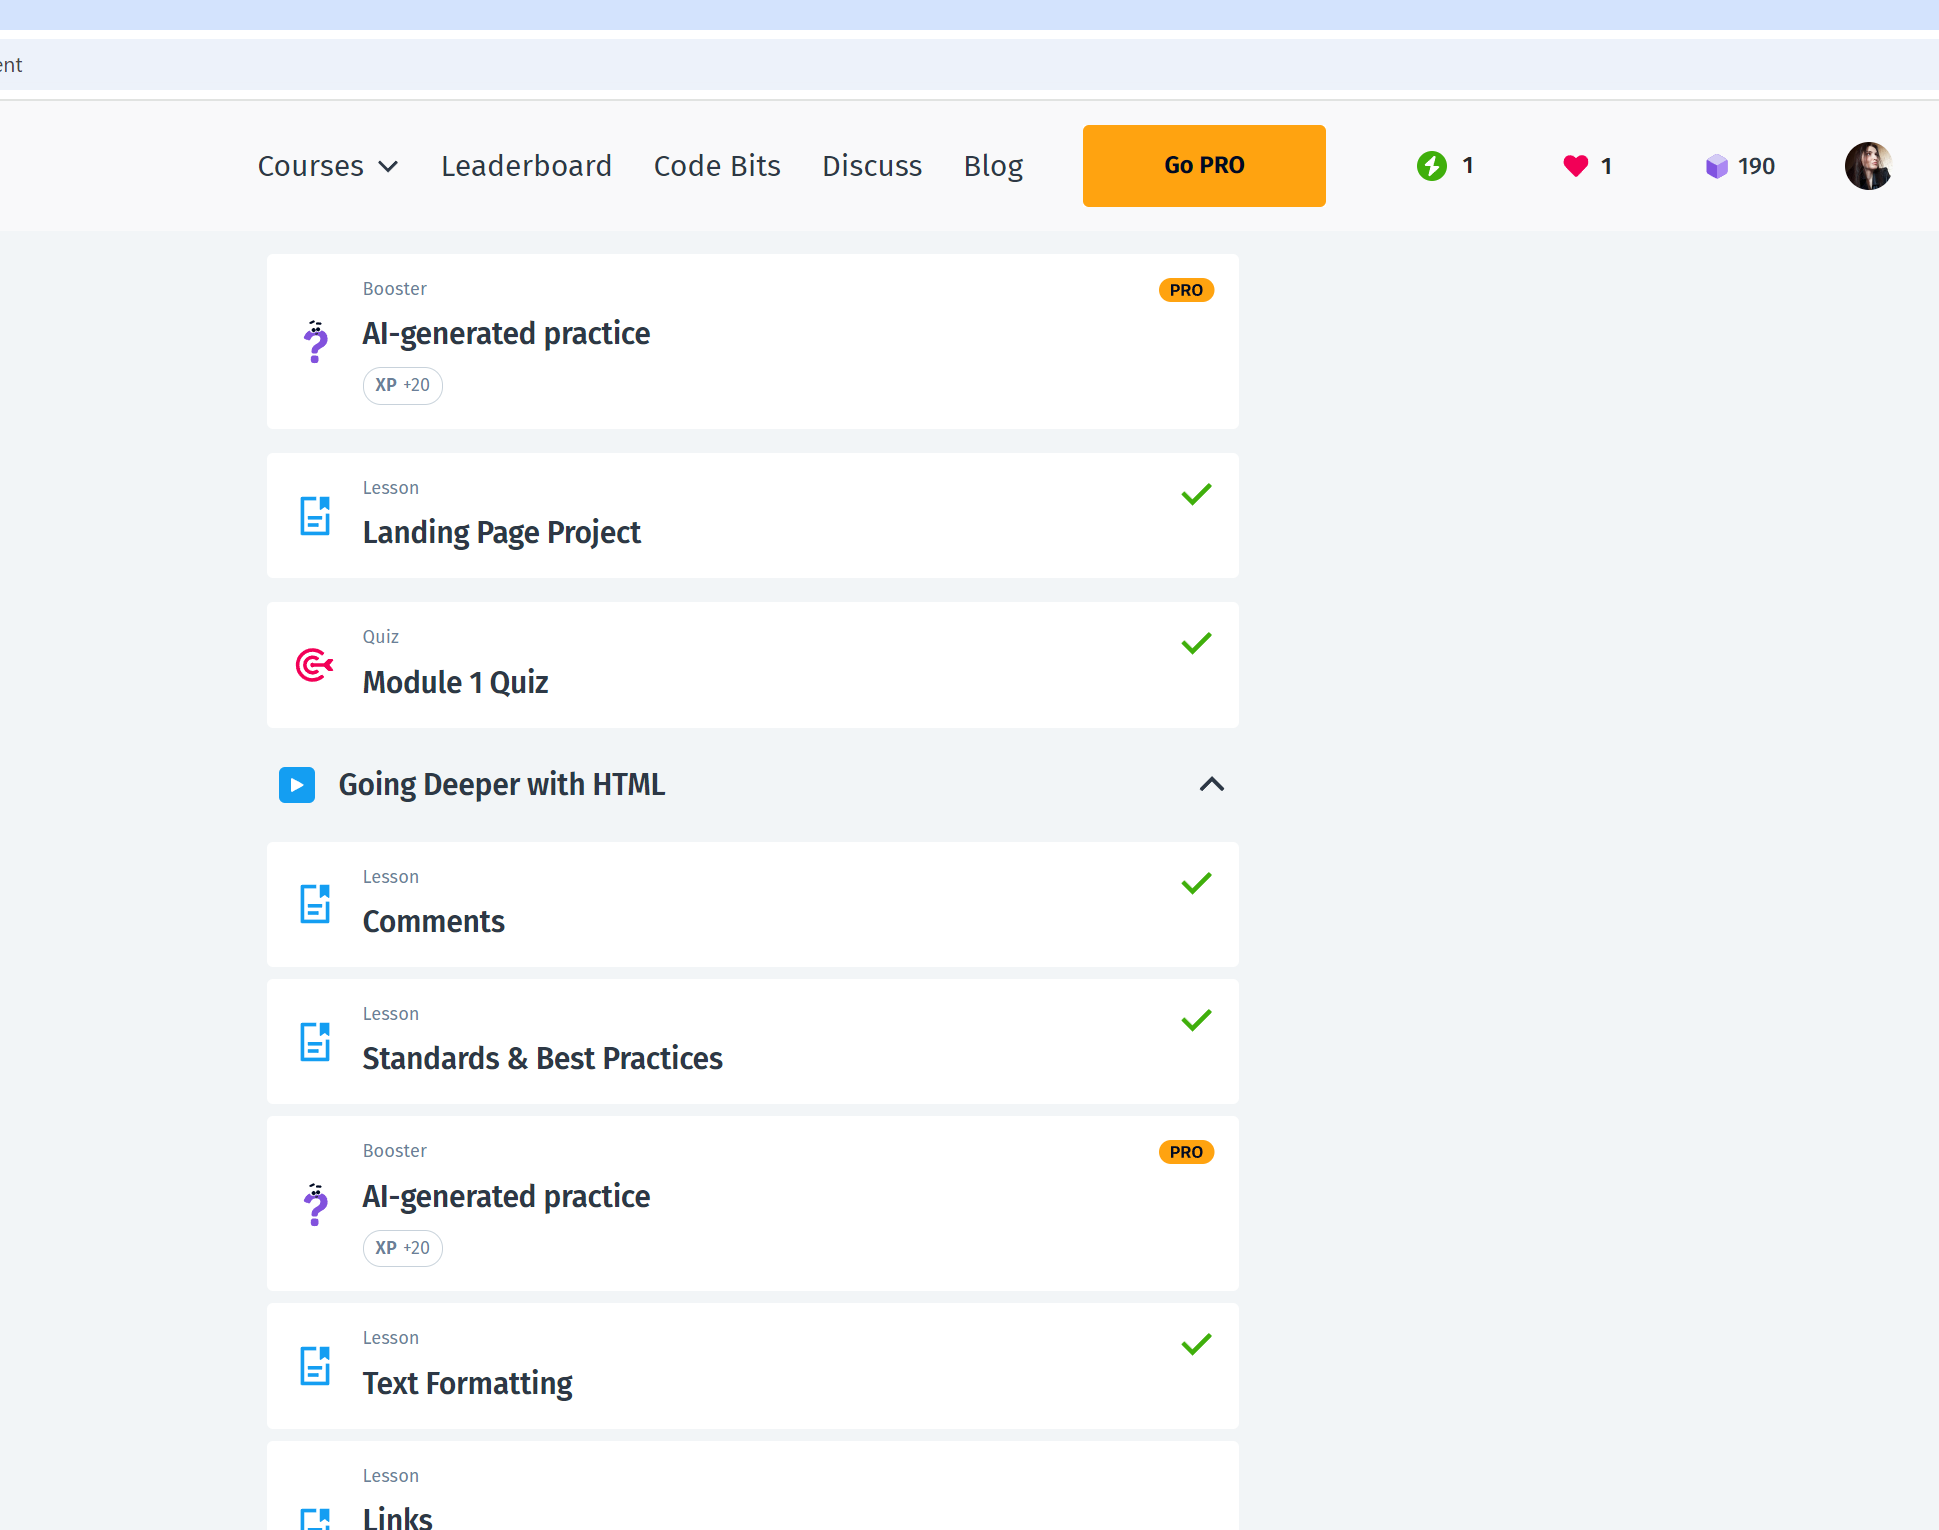 ent
Courses Leaderboard Code Bits Discuss Blog Go PRO 1 1 190
Booster PRO
AI-generated practice
XP +20
Lesson
Landing Page Project
Quiz
Module 1 Quiz
Going Deeper with HTML
Lesson
Comments
Lesson
Standards & Best Practices
Booster PRO
AI-generated practice
XP +20
Lesson
Text Formatting
Lesson
Links